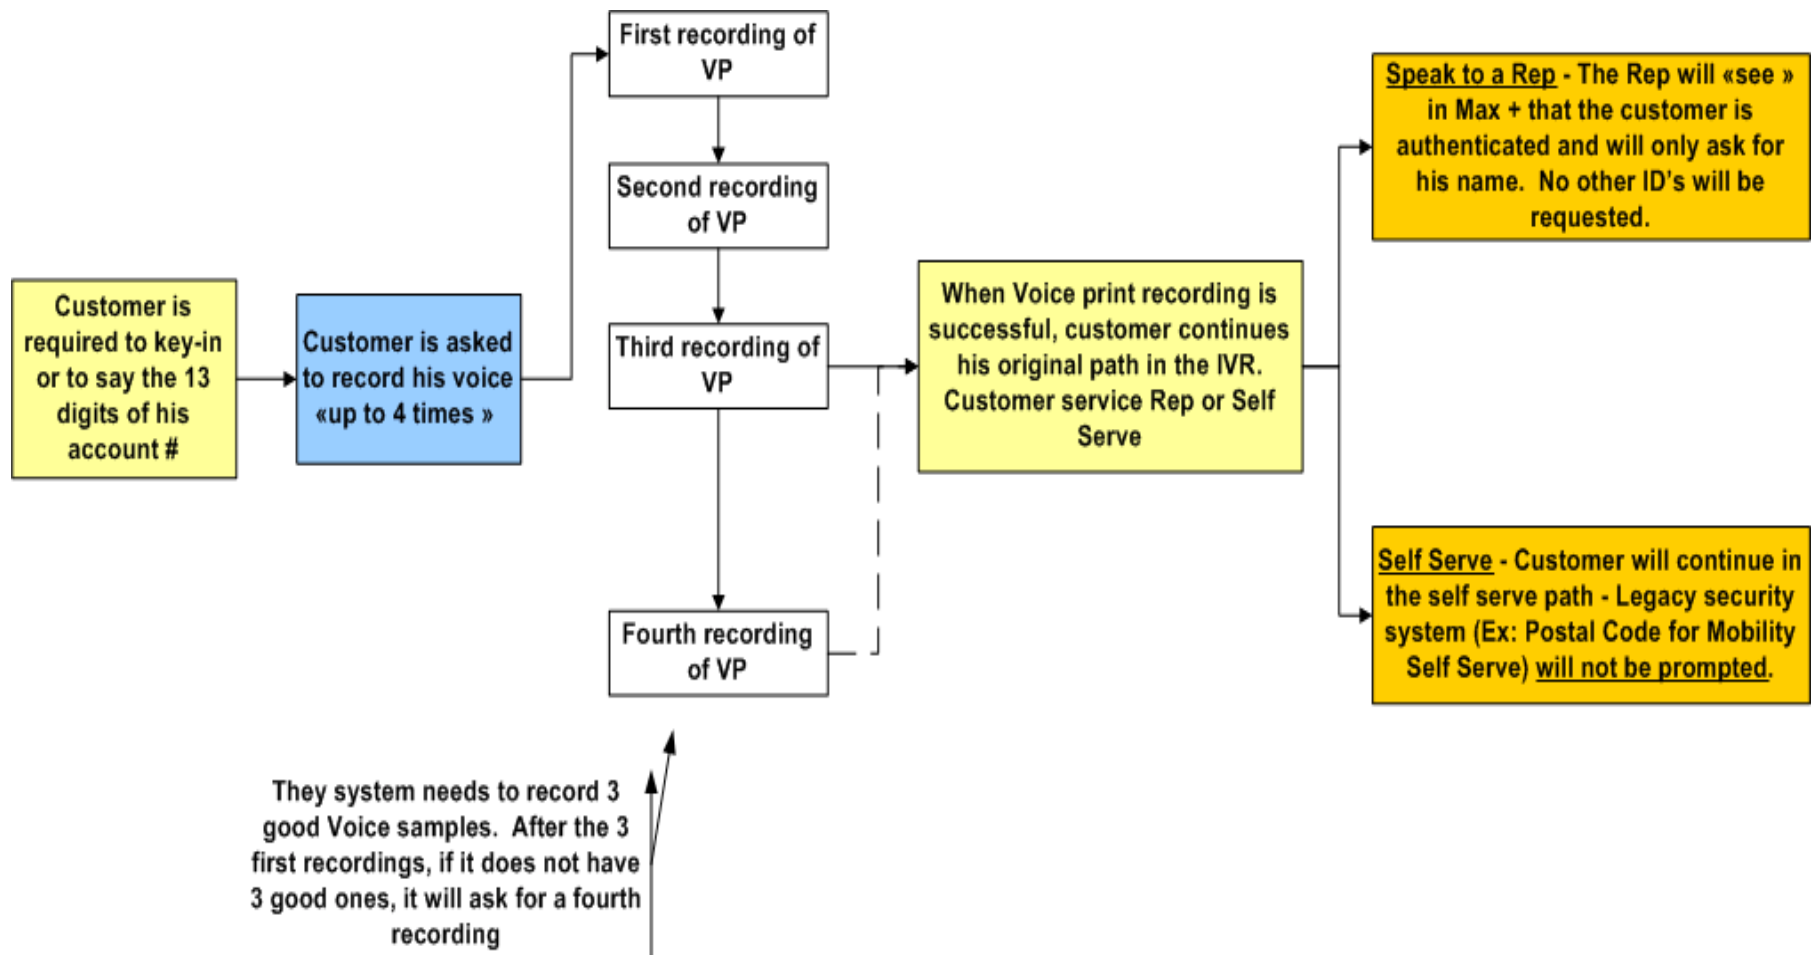 Customer is
required to key-in
or to say the 13
digits of his
account #
Customer is asked
to record his voice
«up to 4 times »
First recording of
VP
Second recording
of VP
Third recording of
VP
Fourth recording
of VP
They system needs to record 3
good Voice samples.  After the 3
first recordings, if it does not have
3 good ones, it will ask for a fourth
recording
When Voice print recording is
successful, customer continues
his original path in the IVR.
Customer service Rep or Self
Serve
Speak to a Rep - The Rep will «see »
in Max + that the customer is
authenticated and will only ask for
his name.  No other ID’s will be
requested.
Self Serve - Customer will continue in
the self serve path - Legacy security
system (Ex: Postal Code for Mobility
Self Serve) will not be prompted.